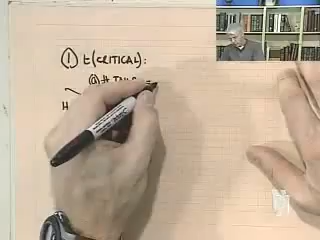 ① t(CRITICAL):
ⓐ # TAILS =
H